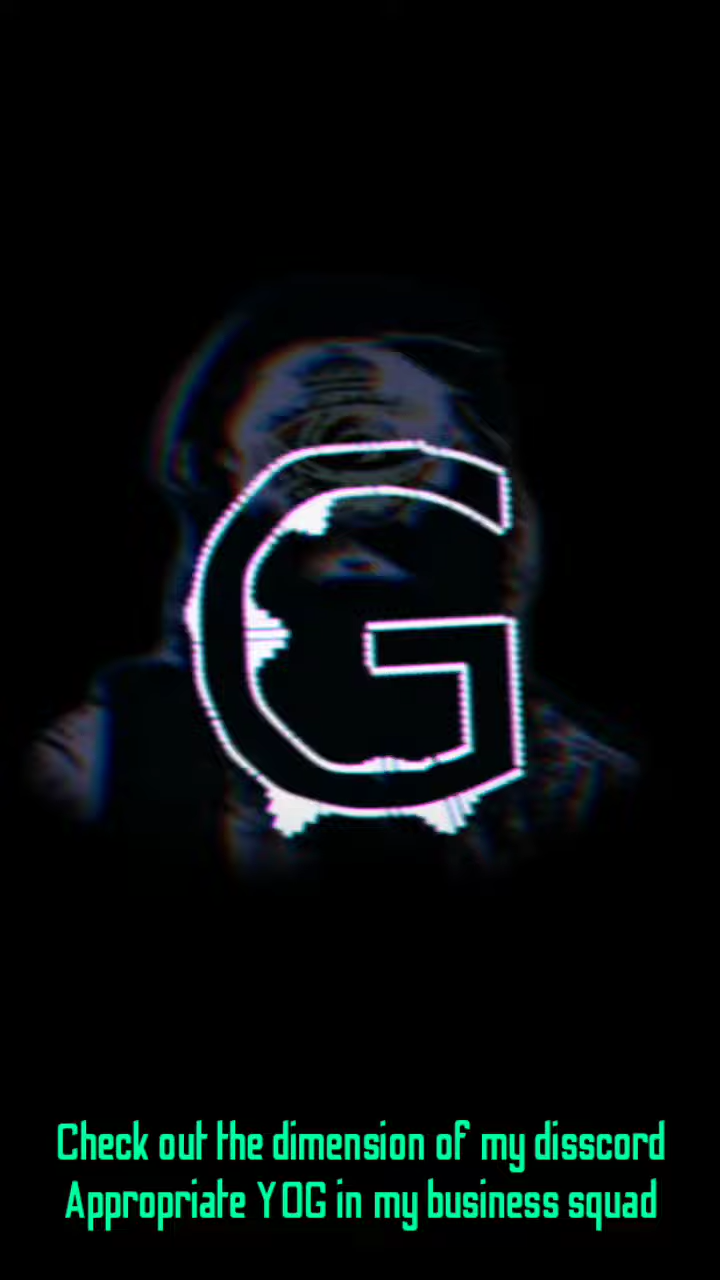 G
Check out the dimension of my disscord
Appropriate YOG in my business squad